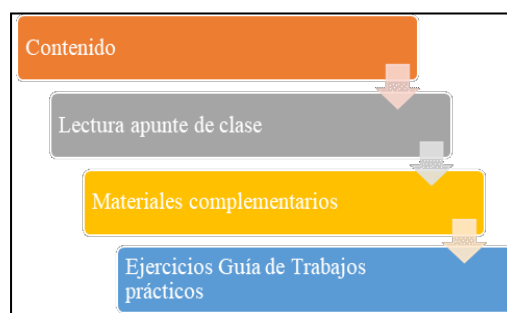 Contenido
Lectura apunte de clase
Materiales complementarios
Ejercicios Guía de Trabajos
prácticos